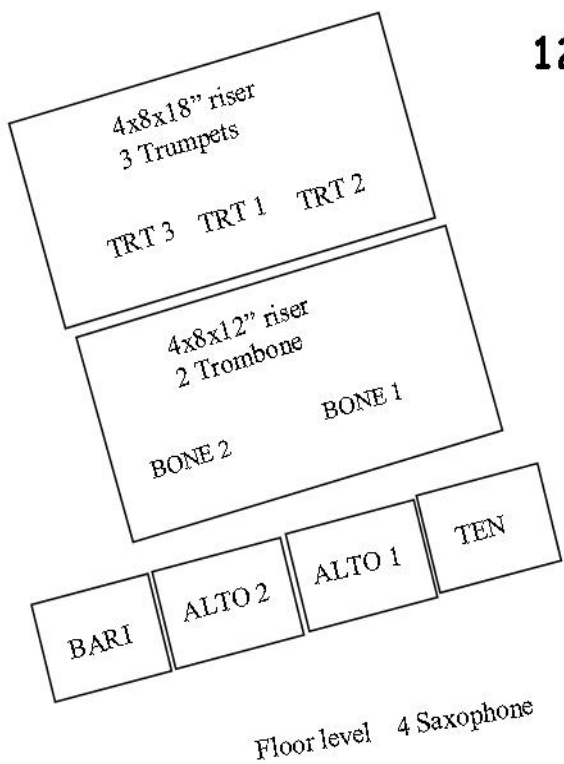 12
4x8x18” riser
3 Trumpets
TRT 3 TRT 1 TRT 2
4x8x12” riser
2 Trombone
BONE 2 BONE 1
BARI ALTO 2 ALTO 1 TEN
Floor level 4 Saxophone